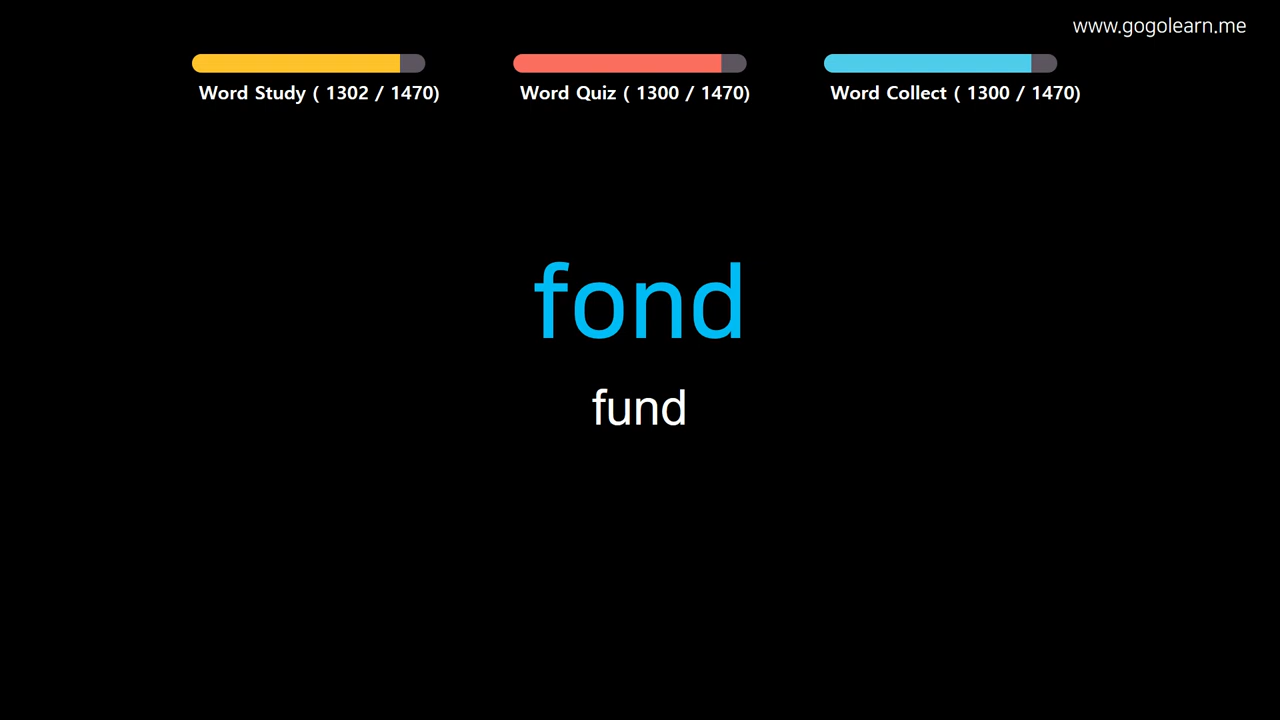 www.gogolearn.me
Word Study ( 1302 / 1470)
Word Quiz ( 1300 / 1470)
Word Collect ( 1300 / 1470)
fond
fund